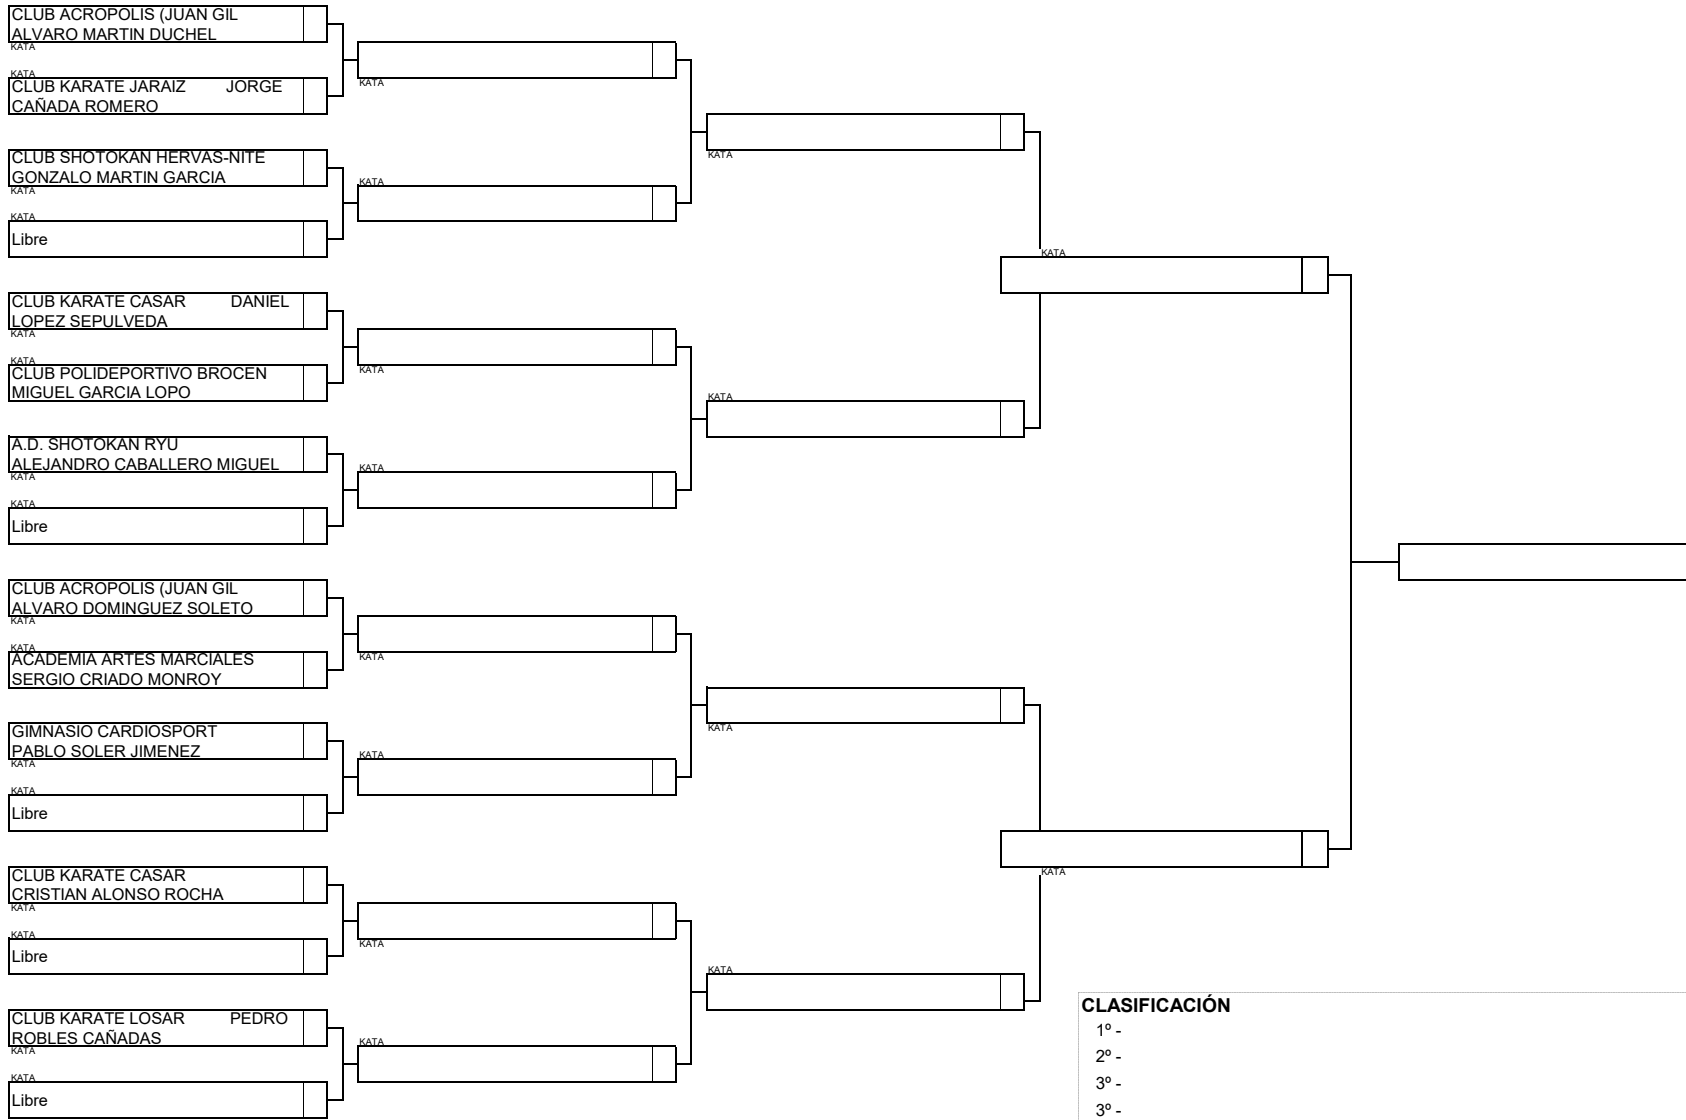 CLUB ACROPOLIS (JUAN GIL
ALVARO MARTIN DUCHEL
KATA
KATA
CLUB KARATE JARAIZ JORGE
CAÑADA ROMERO
CLUB SHOTOKAN HERVAS-NITE
GONZALO MARTIN GARCIA
KATA
KATA
Libre
CLUB KARATE CASAR DANIEL
LOPEZ SEPULVEDA
KATA
KATA
CLUB POLIDEPORTIVO BROCEN
MIGUEL GARCIA LOPO
A.D. SHOTOKAN RYU
ALEJANDRO CABALLERO MIGUEL
KATA
KATA
Libre
CLUB ACROPOLIS (JUAN GIL
ALVARO DOMINGUEZ SOLETO
KATA
KATA
ACADEMIA ARTES MARCIALES
SERGIO CRIADO MONROY
GIMNASIO CARDIOSPORT
PABLO SOLER JIMENEZ
KATA
KATA
Libre
CLUB KARATE CASAR
CRISTIAN ALONSO ROCHA
KATA
KATA
Libre
CLUB KARATE LOSAR PEDRO
ROBLES CAÑADAS
KATA
KATA
Libre
KATA
KATA
KATA
KATA
KATA
KATA
KATA
KATA
KATA
KATA
KATA
KATA
KATA
KATA
CLASIFICACIÓN
1º -
2º -
3º -
3º -